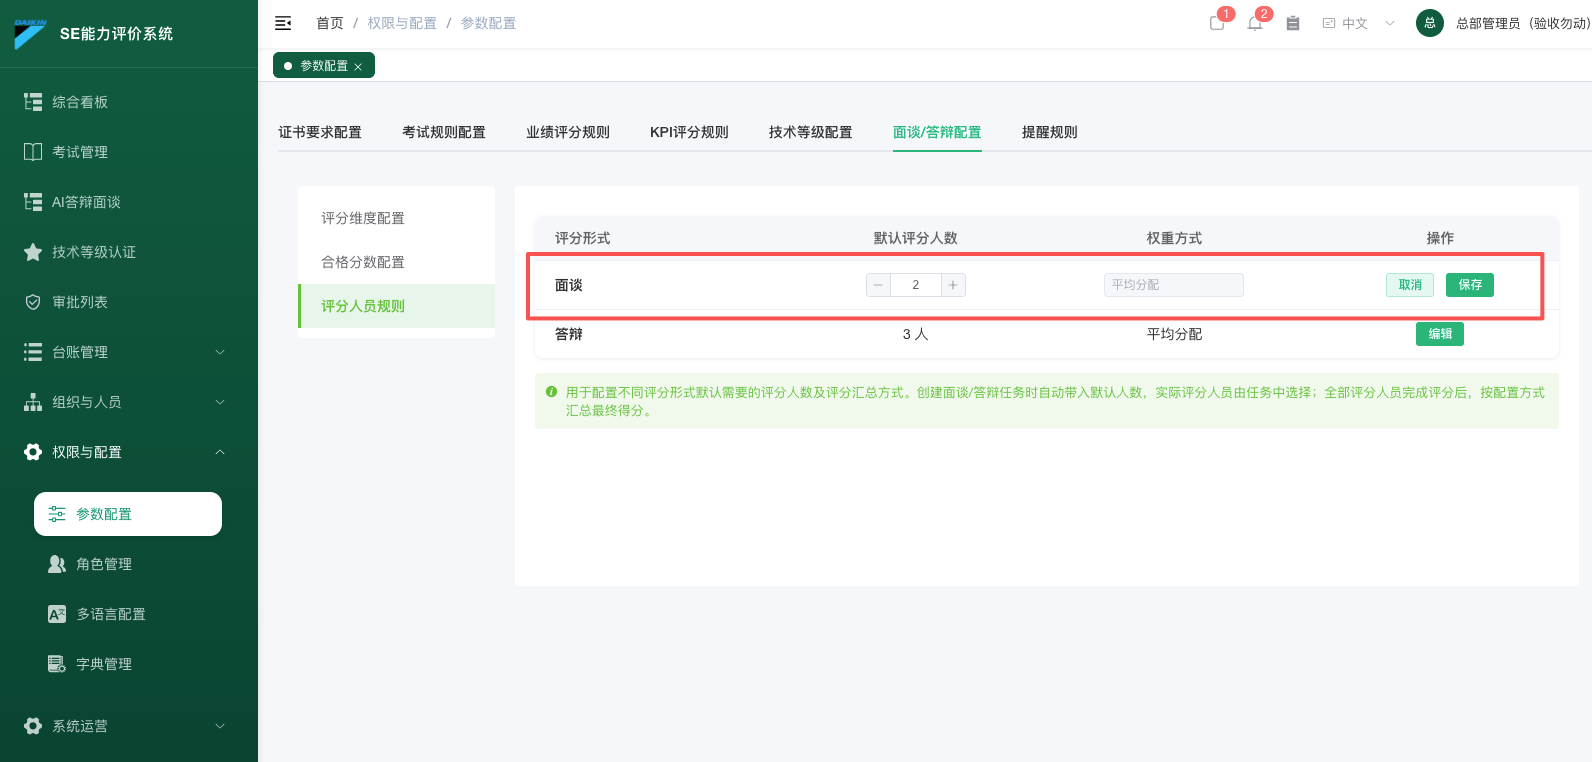 DAIKIN
SE能力评价系统
综合看板
考试管理
AI答辩面谈
技术等级认证
审批列表
台账管理
组织与人员
权限与配置
参数配置
角色管理
多语言配置
字典管理
系统运营
首页 / 权限与配置 / 参数配置
1
2
中文
总
总部管理员（验收勿动）
参数配置
证书要求配置 考试规则配置 业绩评分规则 KPI评分规则 技术等级配置 面谈/答辩配置 提醒规则
评分维度配置
合格分数配置
评分人员规则
评分形式 默认评分人数 权重方式 操作
面谈 2 平均分配 取消 保存
答辩 3 人 平均分配 编辑
用于配置不同评分形式默认需要的评分人数及评分汇总方式。创建面谈/答辩任务时自动带入默认人数，实际评分人员由任务中选择；全部评分人员完成评分后，按配置方式
汇总最终得分。